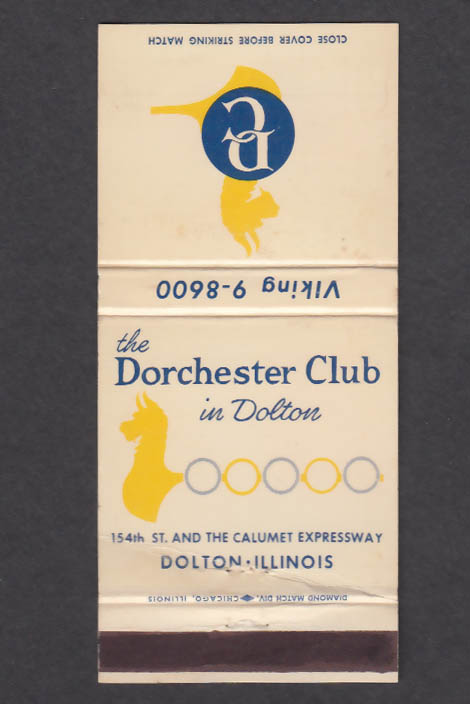 CLOSE COVER BEFORE STRIKING MATCH
DC
VIking 9-8600
the
Dorchester Club
in Dolton
154th ST. AND THE CALUMET EXPRESSWAY
DOLTON•ILLINOIS
DIAMOND MATCH DIV. CHICAGO, ILLINOIS